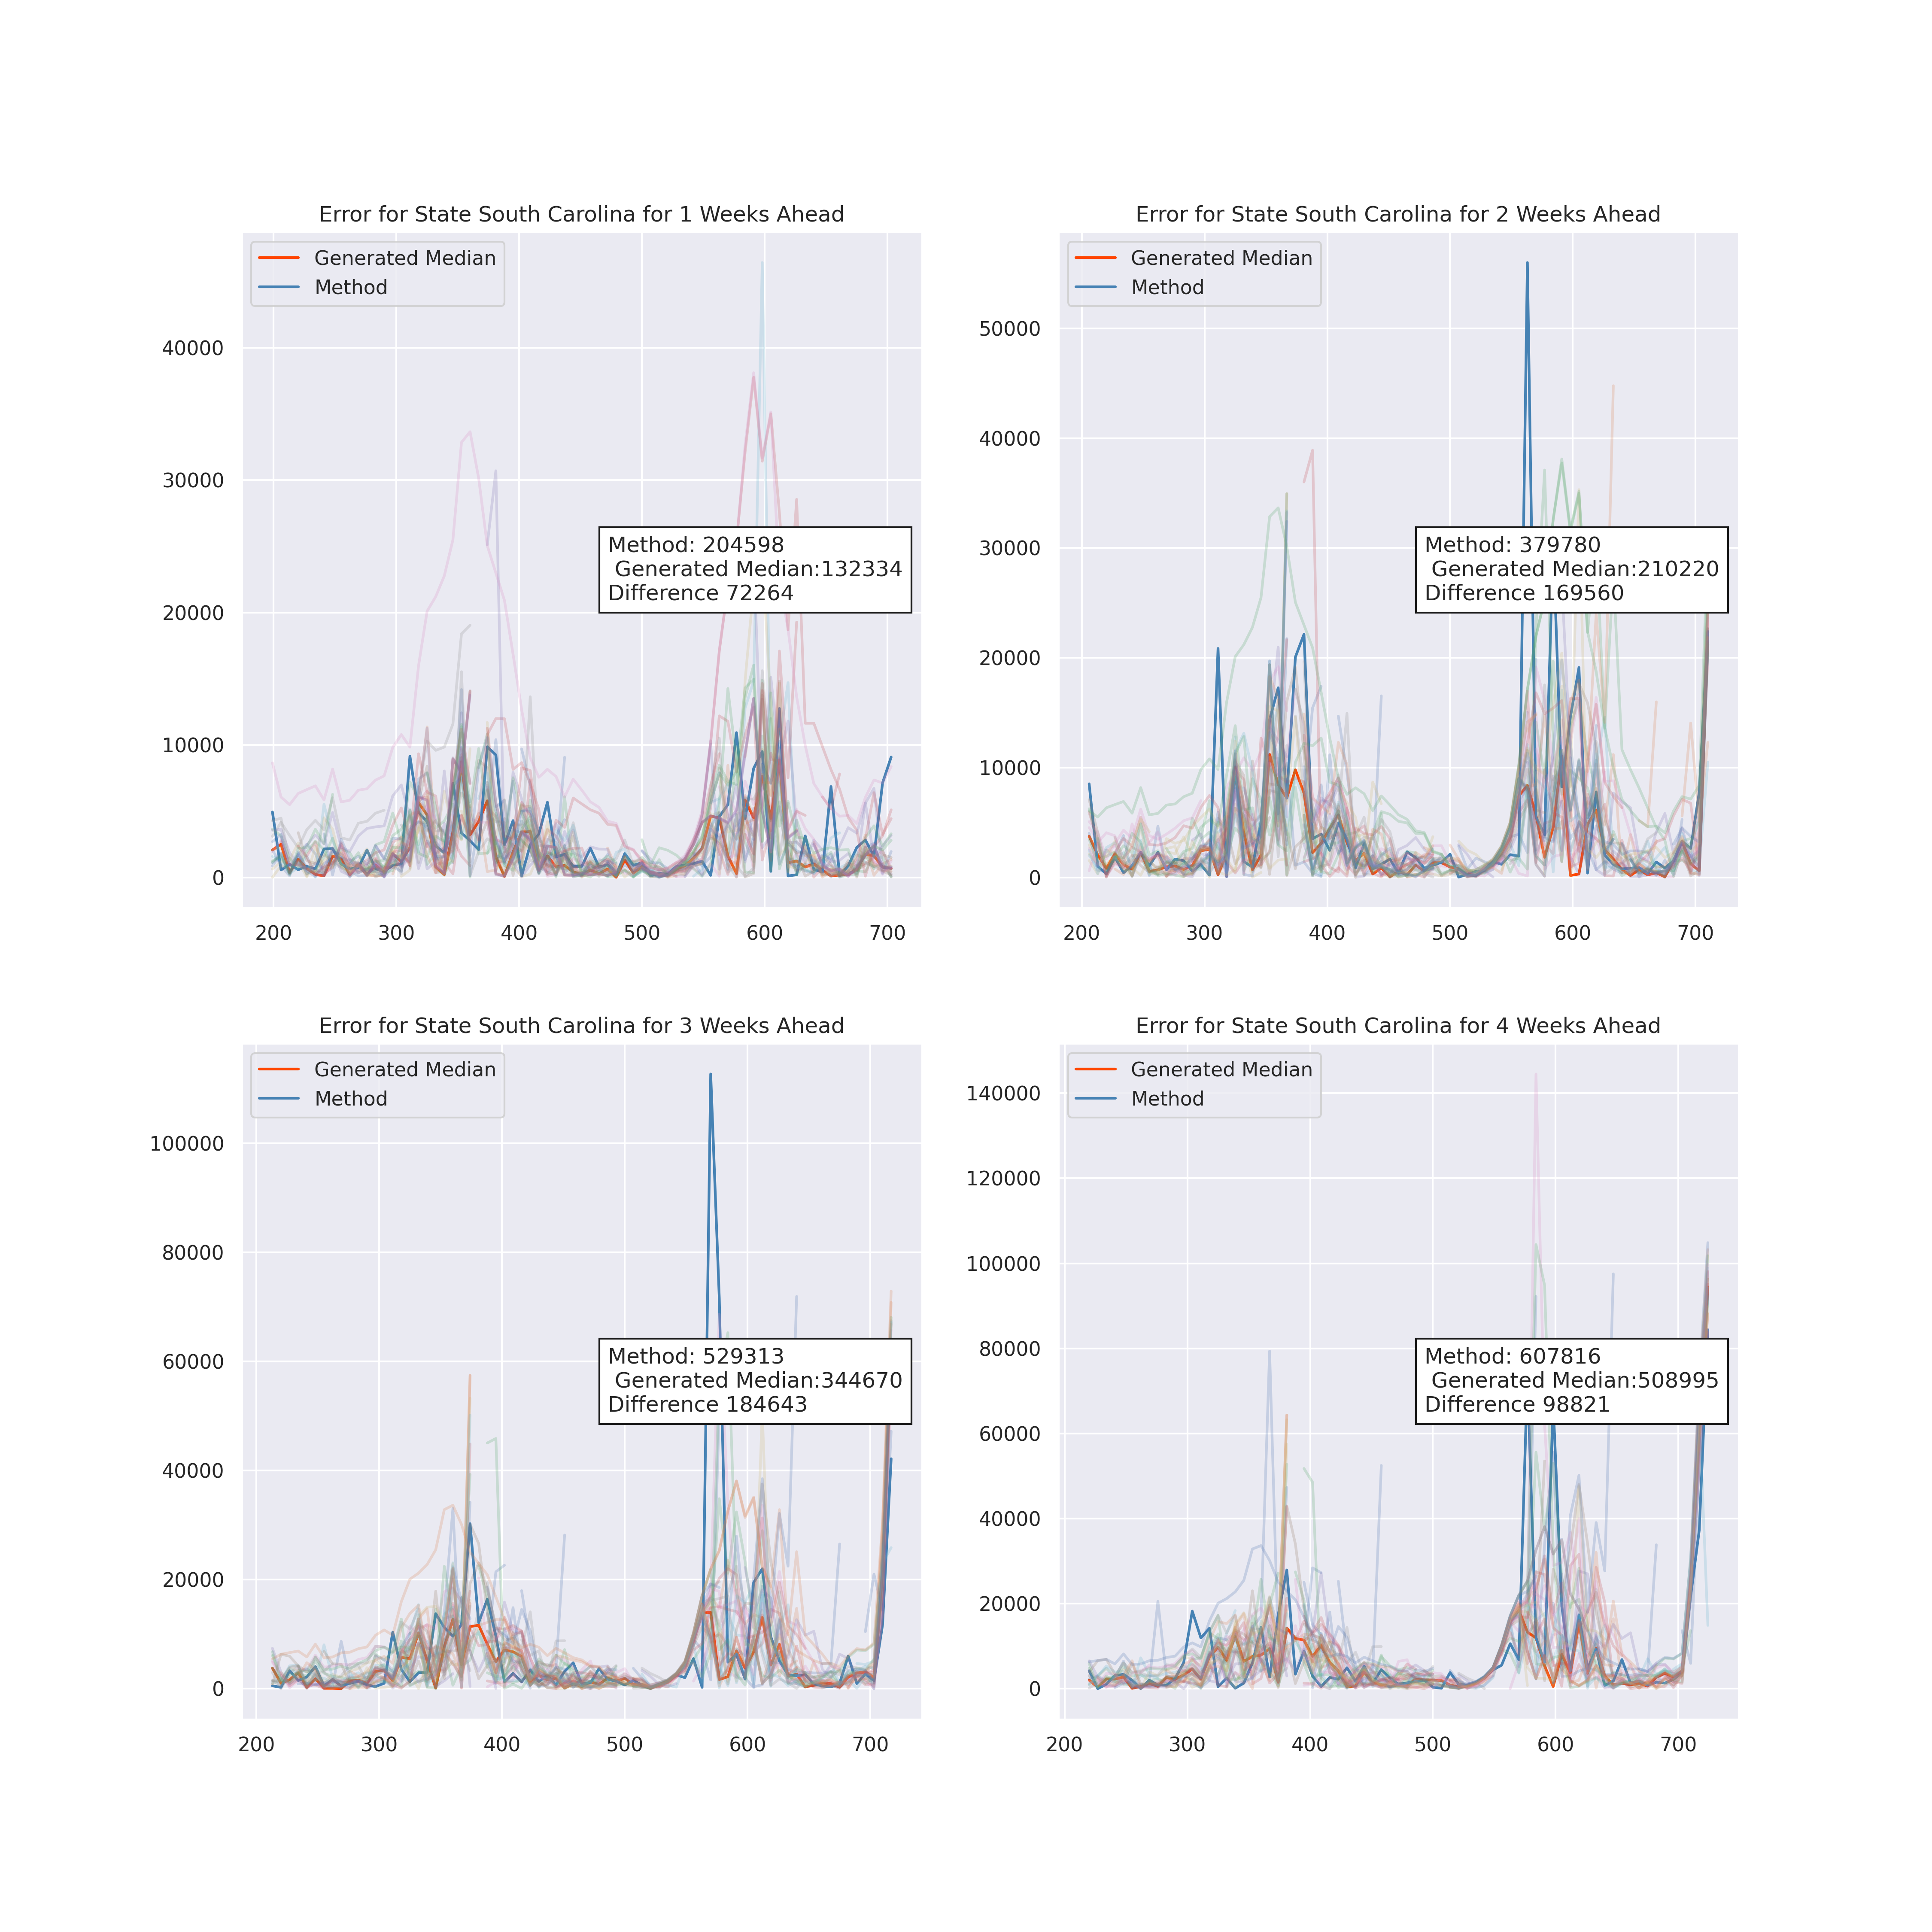 Error for State South Carolina for 1 Weeks Ahead
Generated Median
Method
40000
30000
20000
10000
0
Method: 204598
Generated Median:132334
Difference 72264
200 300 400 500 600 700
Error for State South Carolina for 2 Weeks Ahead
Generated Median
Method
50000
40000
30000
20000
10000
0
Method: 379780
Generated Median:210220
Difference 169560
200 300 400 500 600 700
Error for State South Carolina for 3 Weeks Ahead
Generated Median
Method
100000
80000
60000
40000
20000
0
Method: 529313
Generated Median:344670
Difference 184643
200 300 400 500 600 700
Error for State South Carolina for 4 Weeks Ahead
Generated Median
Method
140000
120000
100000
80000
60000
40000
20000
0
Method: 607816
Generated Median:508995
Difference 98821
200 300 400 500 600 700